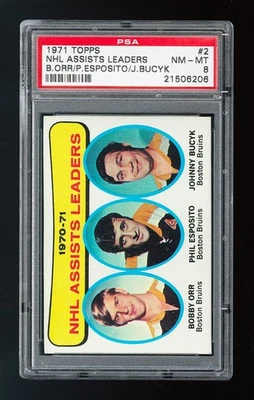 PSA
1971 TOPPS #2
NHL ASSISTS LEADERS NM - MT
B.ORR/P.ESPOSITO/J.BUCYK 8
21506206
1970-71
NHL ASSISTS LEADERS
BOBBY ORR
Boston Bruins
PHIL ESPOSITO
Boston Bruins
JOHNNY BUCYK
Boston Bruins